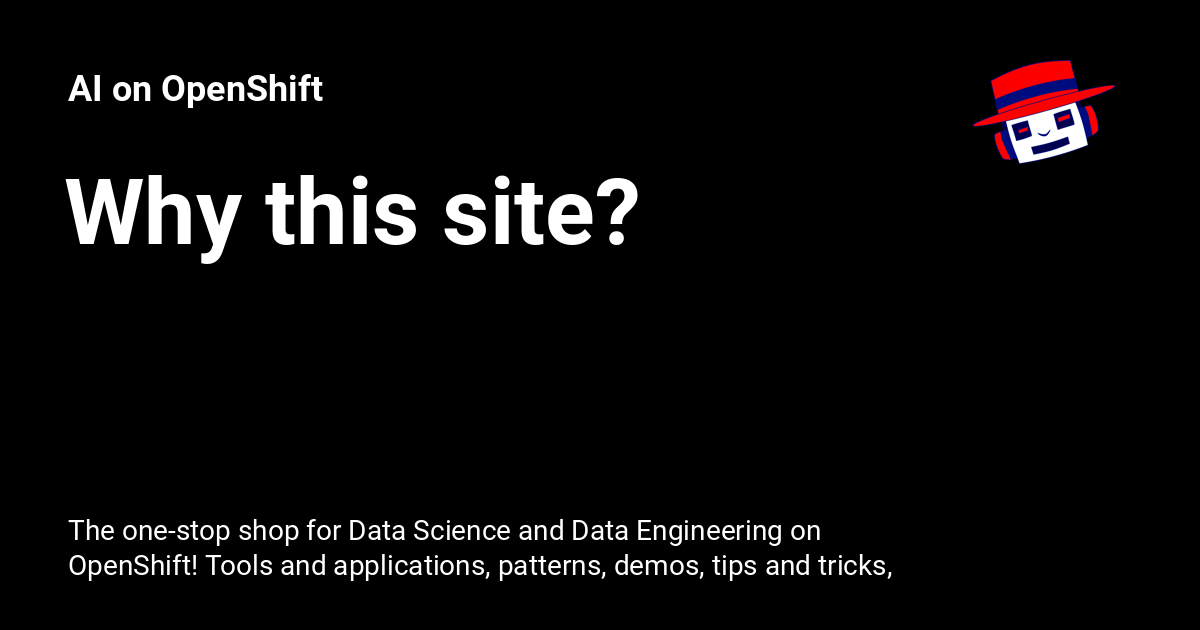 AI on OpenShift
Why this site?
The one-stop shop for Data Science and Data Engineering on
OpenShift! Tools and applications, patterns, demos, tips and tricks,